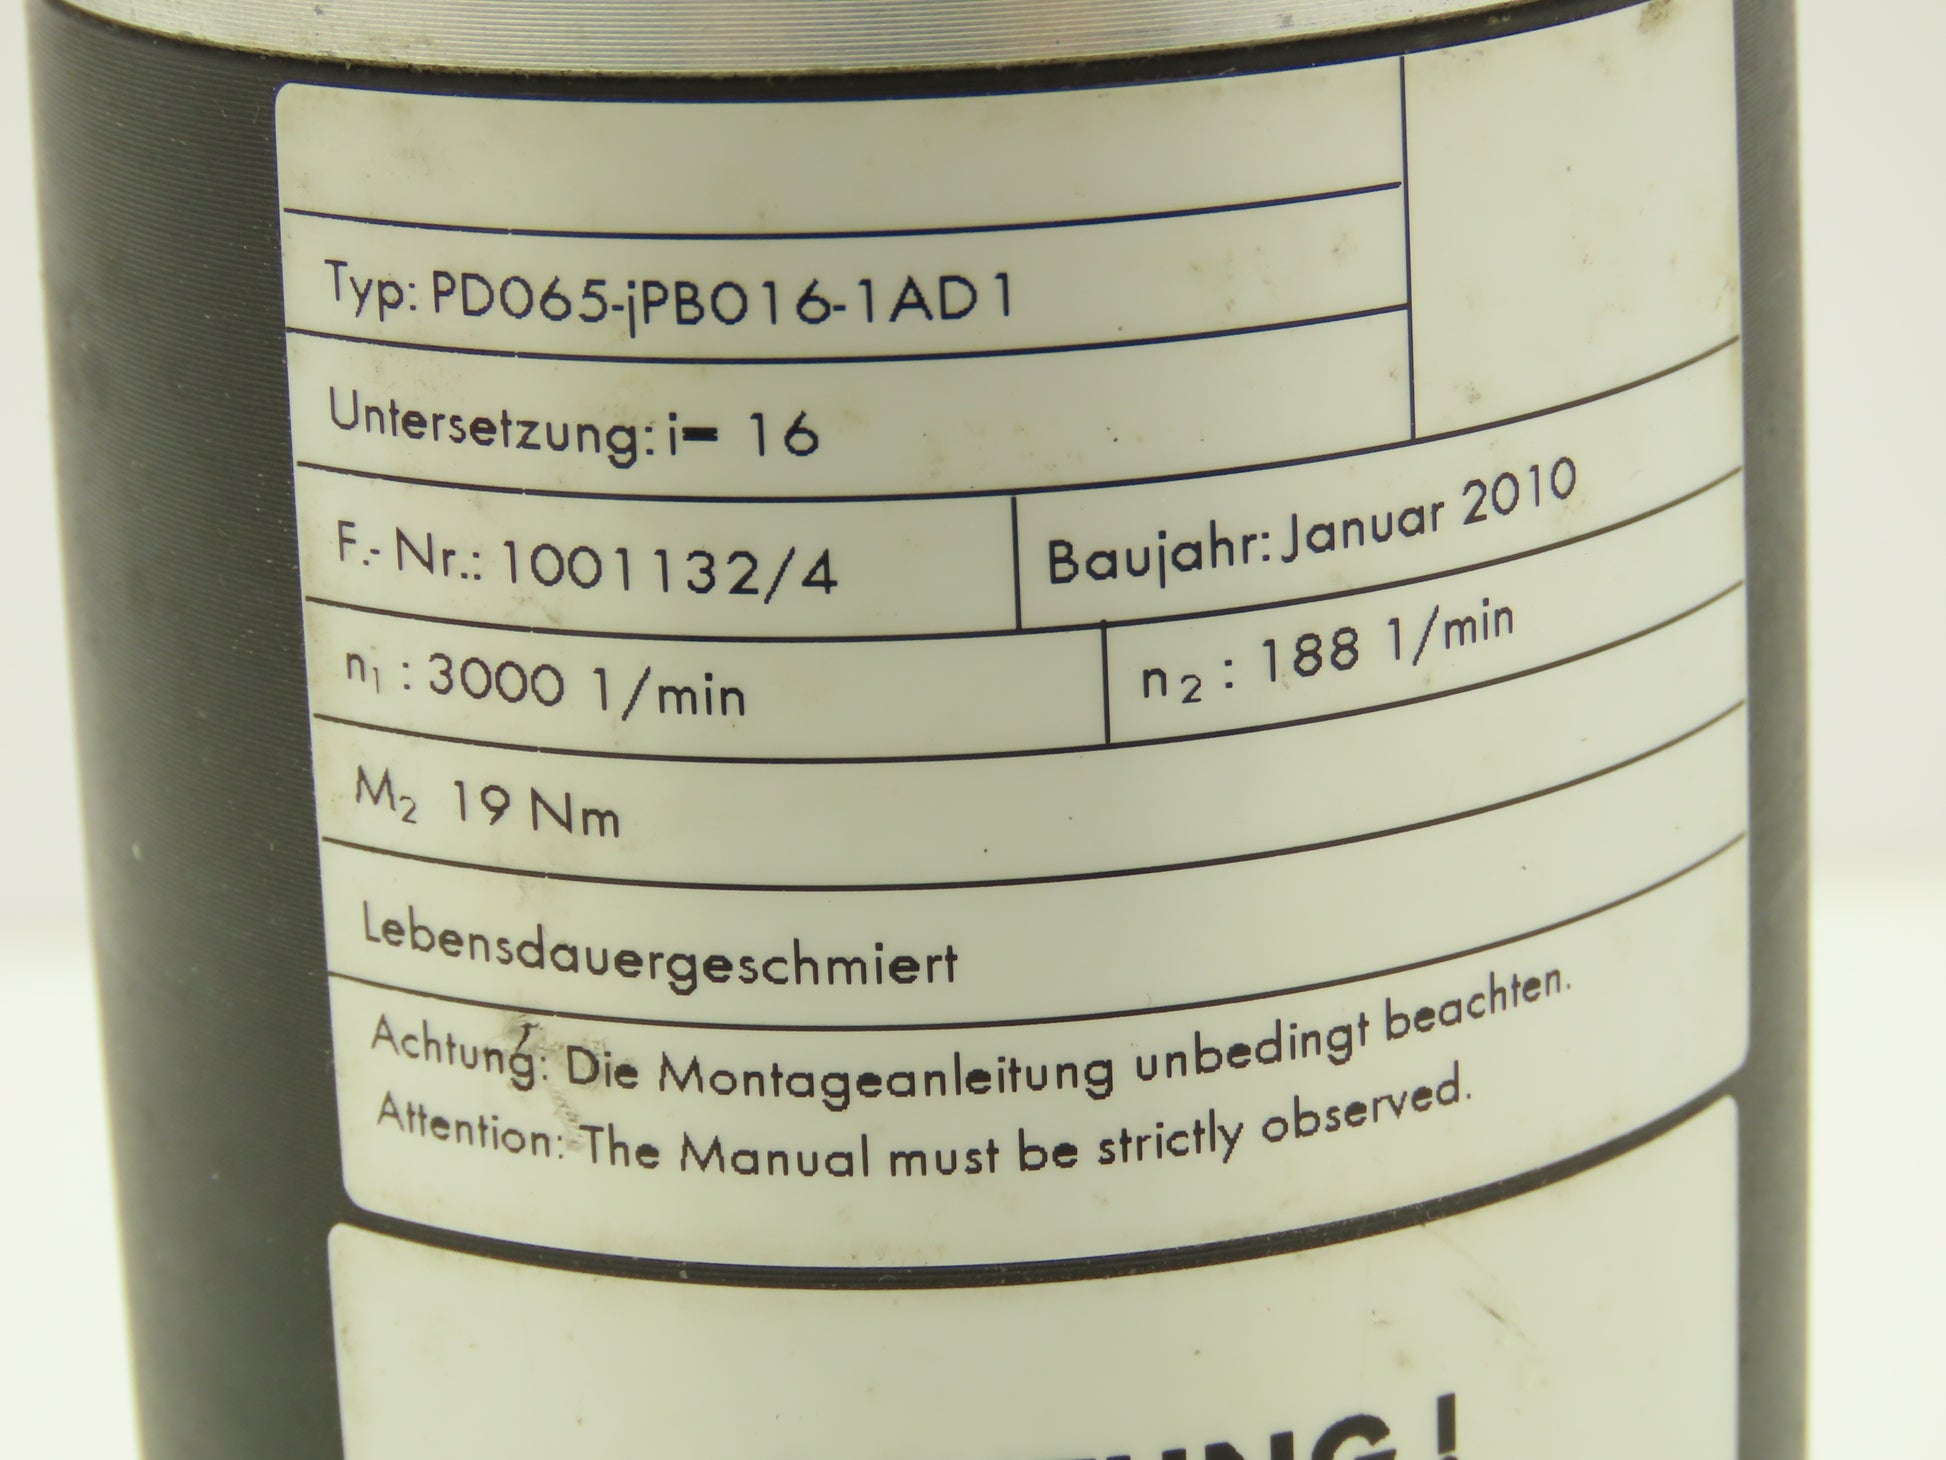 Typ: PD065-jPB016-1AD1
Untersetzung: i= 16
F.-Nr.: 1001132/4 Baujahr: Januar 2010
n₁ : 3000 1/min n₂ : 188 1/min
M₂ 19 Nm
Lebensdauergeschmiert
Achtung: Die Montageanleitung unbedingt beachten.
Attention: The Manual must be strictly observed.